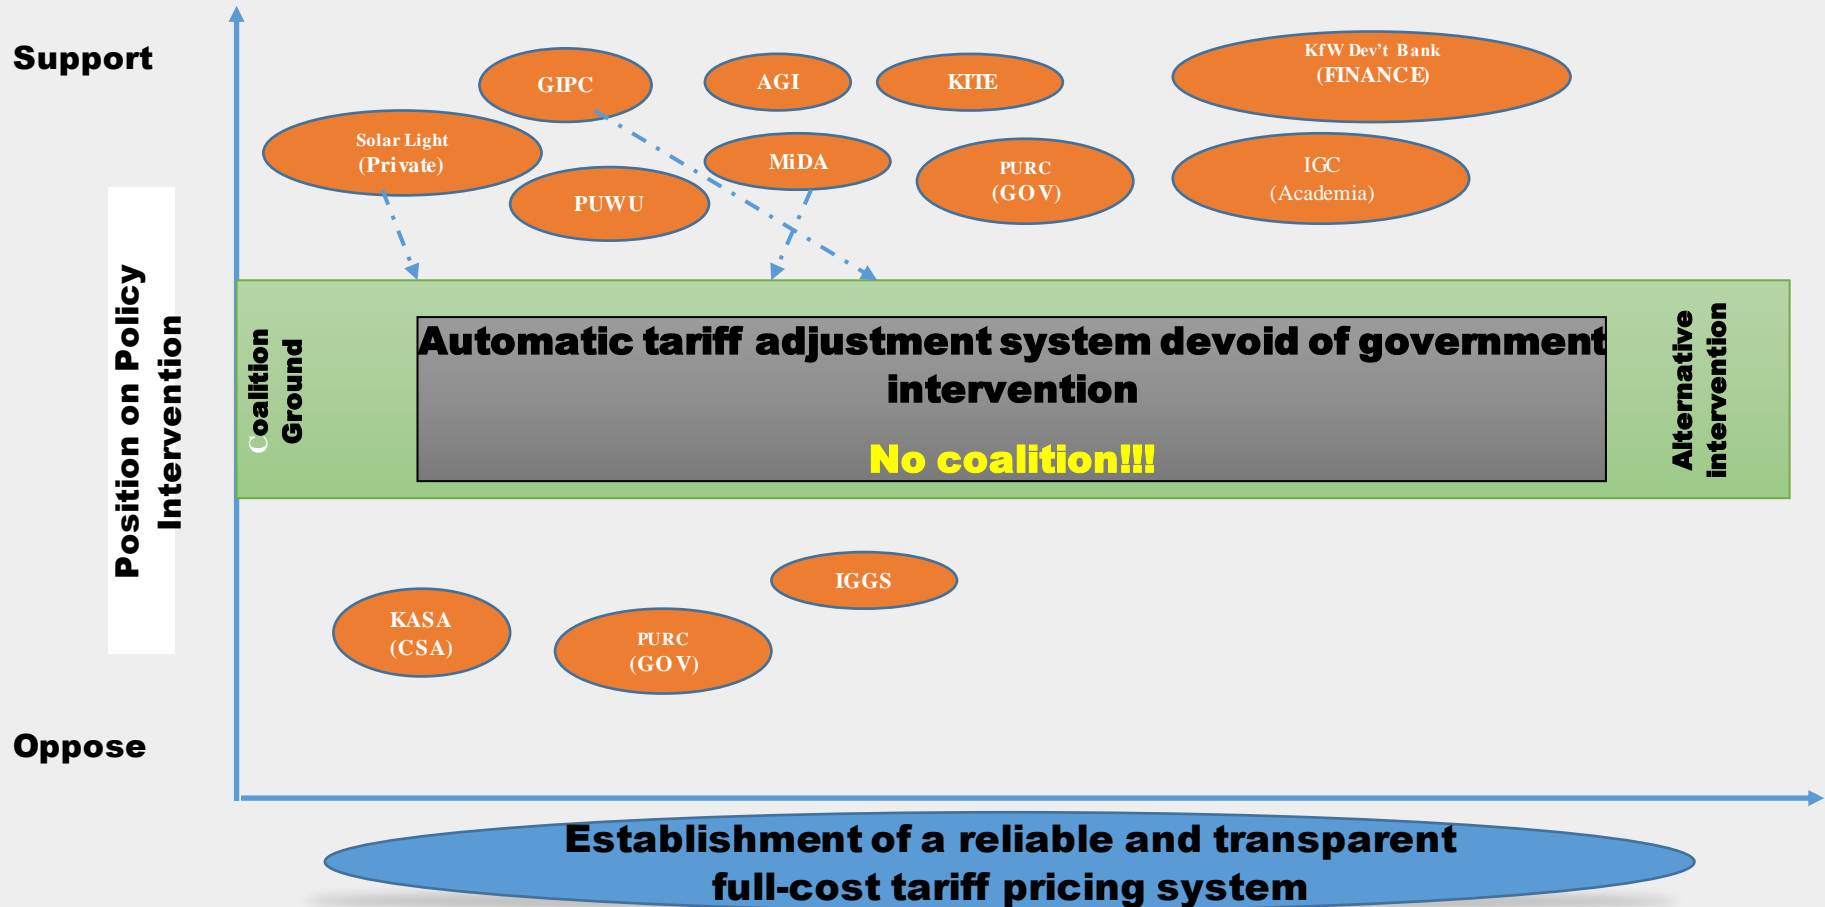 Support
GIPC
AGI
KITE
KfW Dev't Bank
(FINANCE)
Solar Light
(Private)
PUWU
MiDA
PURC
(GOV)
IGC
(Academia)
Position on Policy
Intervention
Coalition
Ground
Automatic tariff adjustment system devoid of government
intervention
No coalition!!!
Alternative
intervention
KASA
(CSA)
PURC
(GOV)
IGGS
Oppose
Establishment of a reliable and transparent
full-cost tariff pricing system